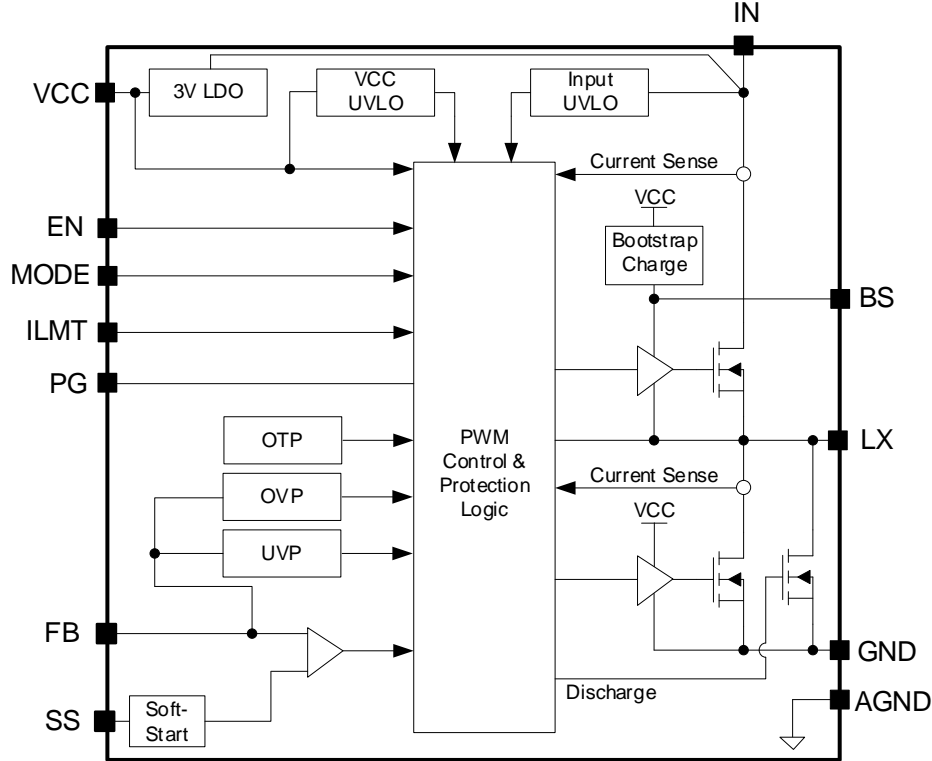 IN
VCC
3V LDO
VCC
UVLO
Input
UVLO
Current Sense
VCC
EN
Bootstrap
Charge
MODE
BS
ILMT
PG
OTP
PWM
Control &
Protection
Logic
LX
Current Sense
OVP
VCC
UVP
FB
GND
Discharge
AGND
SS
Soft-
Start